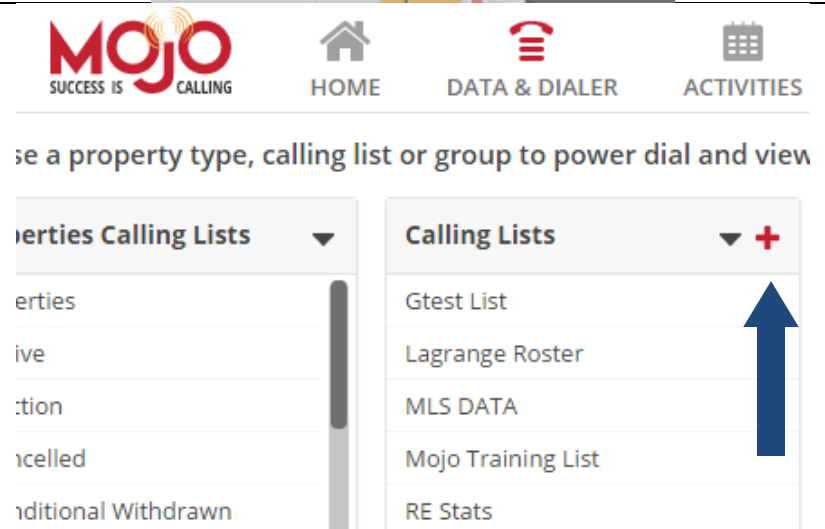 MOJO
SUCCESS IS CALLING
HOME
DATA & DIALER
ACTIVITIES
se a property type, calling list or group to power dial and view
erties Calling Lists
Calling Lists
erties
ive
ction
ncelled
nditional Withdrawn
Gtest List
Lagrange Roster
MLS DATA
Mojo Training List
RE Stats